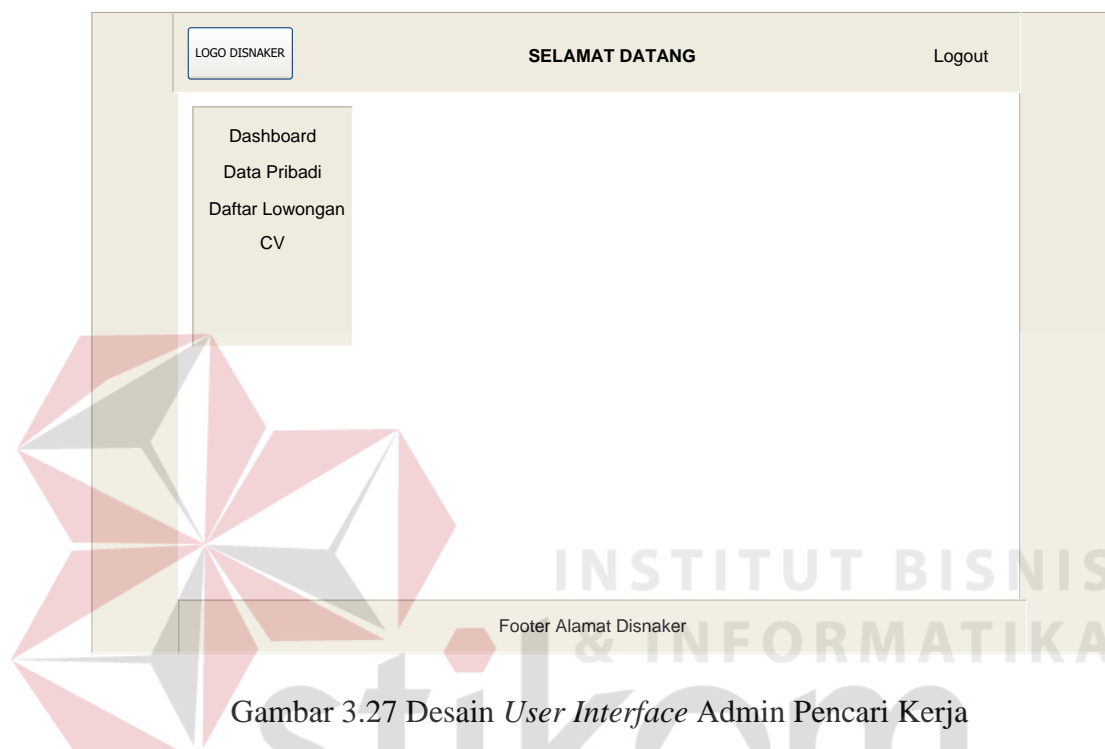 LOGO DISNAKER
SELAMAT DATANG
Logout
Dashboard
Data Pribadi
Daftar Lowongan
CV
INSTITUT BISNIS
Footer Alamat Disnaker
& INFORMATIKA
stikom
Gambar 3.27 Desain User Interface Admin Pencari Kerja